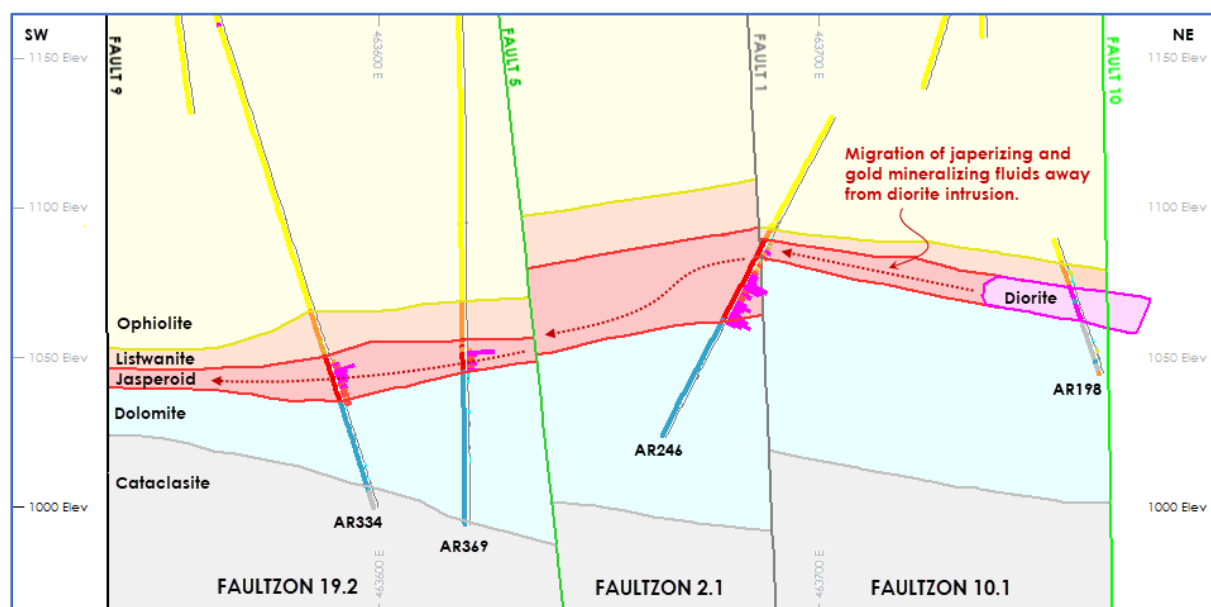 SW
NE
1150 Elev
1150 Elev
FAULT 9
463600 E
FAULT 5
FAULT 1
463700 E
FAULT 10
Migration of japerizing and
gold mineralizing fluids away
from diorite intrusion.
1100 Elev
1100 Elev
Diorite
Ophiolite
Listwanite
1050 Elev
1050 Elev
Jasperoid
AR198
Dolomite
AR246
Cataclasite
1000 Elev
1000 Elev
AR334
AR369
463600 E
463700 E
FAULTZON 19.2
FAULTZON 2.1
FAULTZON 10.1